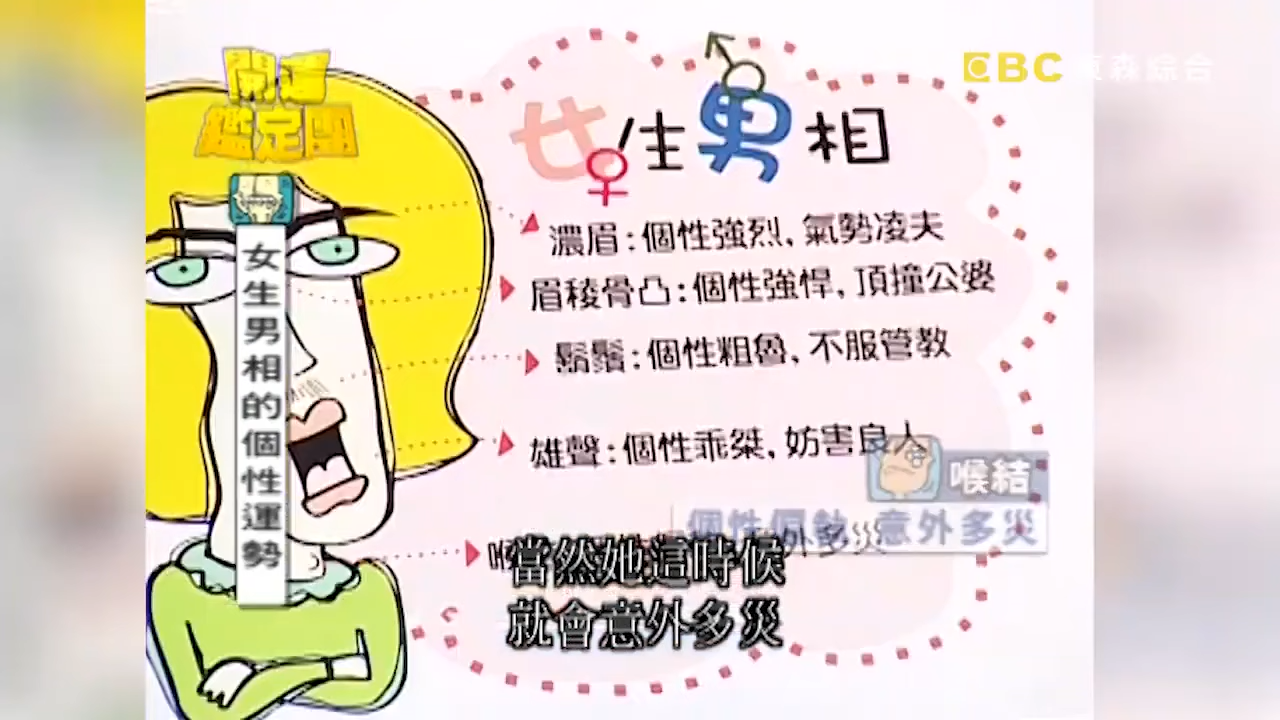 開運
鑑定團
EBC 東森綜合
女生男相
濃眉:個性強烈,氣勢凌夫
眉稜骨凸:個性強悍,頂撞公婆
鬍鬚:個性粗魯,不服管教
雄聲:個性乖桀,妨害良人
喉結
意外多災
女生男相的個性運勢
當然她這時候
就會意外多災